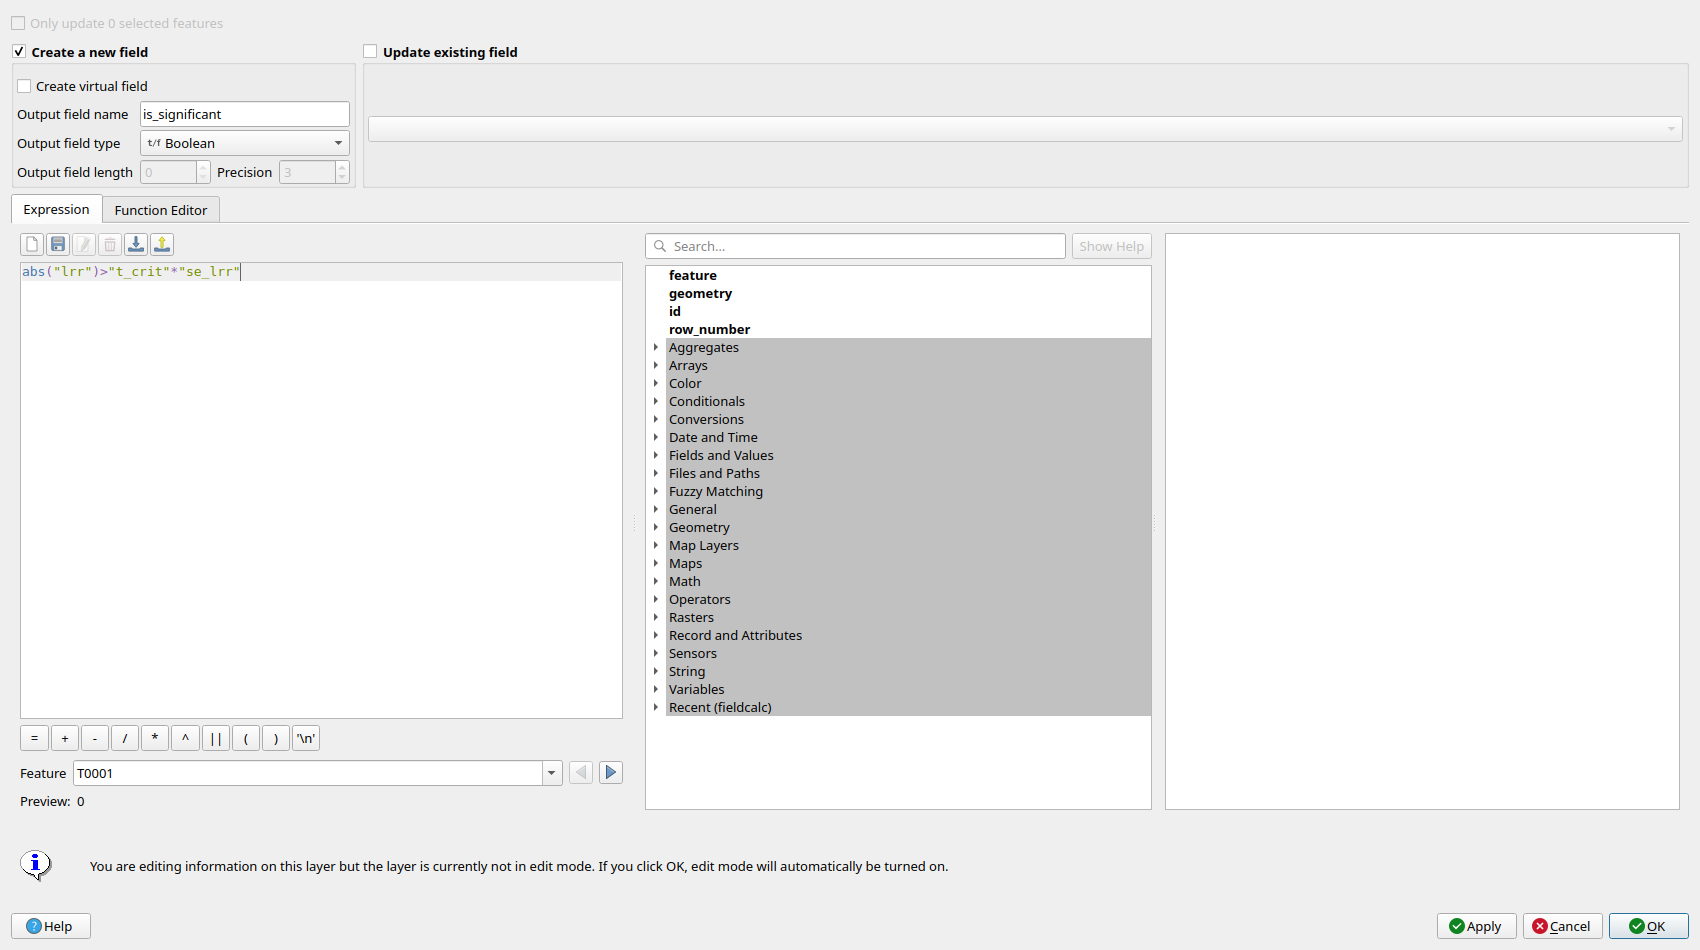 Only update 0 selected features
Create a new field
Update existing field
Create virtual field
Output field name is_significant
Output field type t/f Boolean
Output field length 0 Precision 3
Expression Function Editor
Search... Show Help
abs("lrr")>"t_crit"*"se_lrr"
feature
geometry
id
row_number
Aggregates
Arrays
Color
Conditionals
Conversions
Date and Time
Fields and Values
Files and Paths
Fuzzy Matching
General
Geometry
Map Layers
Maps
Math
Operators
Rasters
Record and Attributes
Sensors
String
Variables
Recent (fieldcalc)
= + - / * ^ || ( ) '\n'
Feature T0001
Preview: 0
You are editing information on this layer but the layer is currently not in edit mode. If you click OK, edit mode will automatically be turned on.
Help Apply Cancel OK